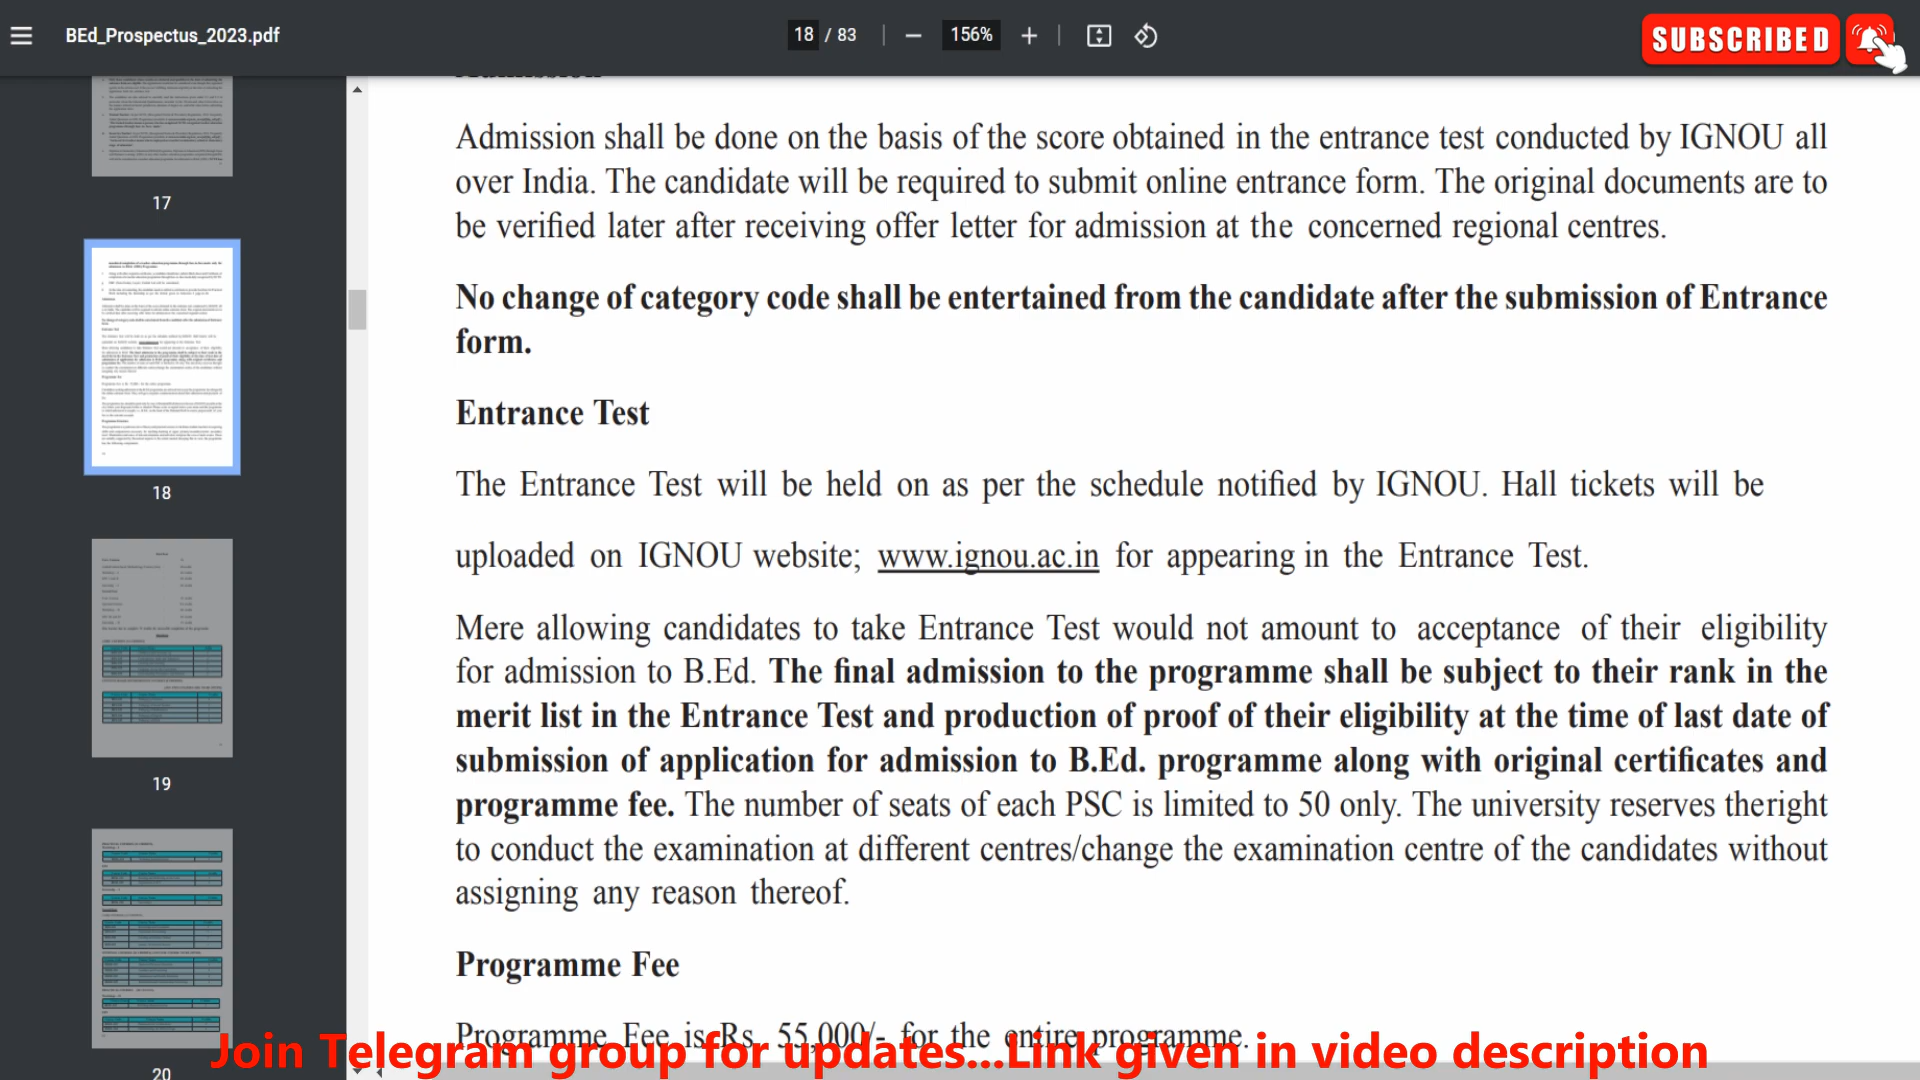 BEd_Prospectus_2023.pdf
18 / 83
156%
SUBSCRIBED
17
18
19
20
Admission
Admission shall be done on the basis of the score obtained in the entrance test conducted by IGNOU all
over India. The candidate will be required to submit online entrance form. The original documents are to
be verified later after receiving offer letter for admission at the concerned regional centres.
No change of category code shall be entertained from the candidate after the submission of Entrance
form.
Entrance Test
The Entrance Test will be held on as per the schedule notified by IGNOU. Hall tickets will be
uploaded on IGNOU website; www.ignou.ac.in for appearing in the Entrance Test.
Mere allowing candidates to take Entrance Test would not amount to acceptance of their eligibility
for admission to B.Ed. The final admission to the programme shall be subject to their rank in the
merit list in the Entrance Test and production of proof of their eligibility at the time of last date of
submission of application for admission to B.Ed. programme along with original certificates and
programme fee. The number of seats of each PSC is limited to 50 only. The university reserves theright
to conduct the examination at different centres/change the examination centre of the candidates without
assigning any reason thereof.
Programme Fee
Programme Fee is Rs. 55,000/- for the entire programme.
Join Telegram group for updates...Link given in video description